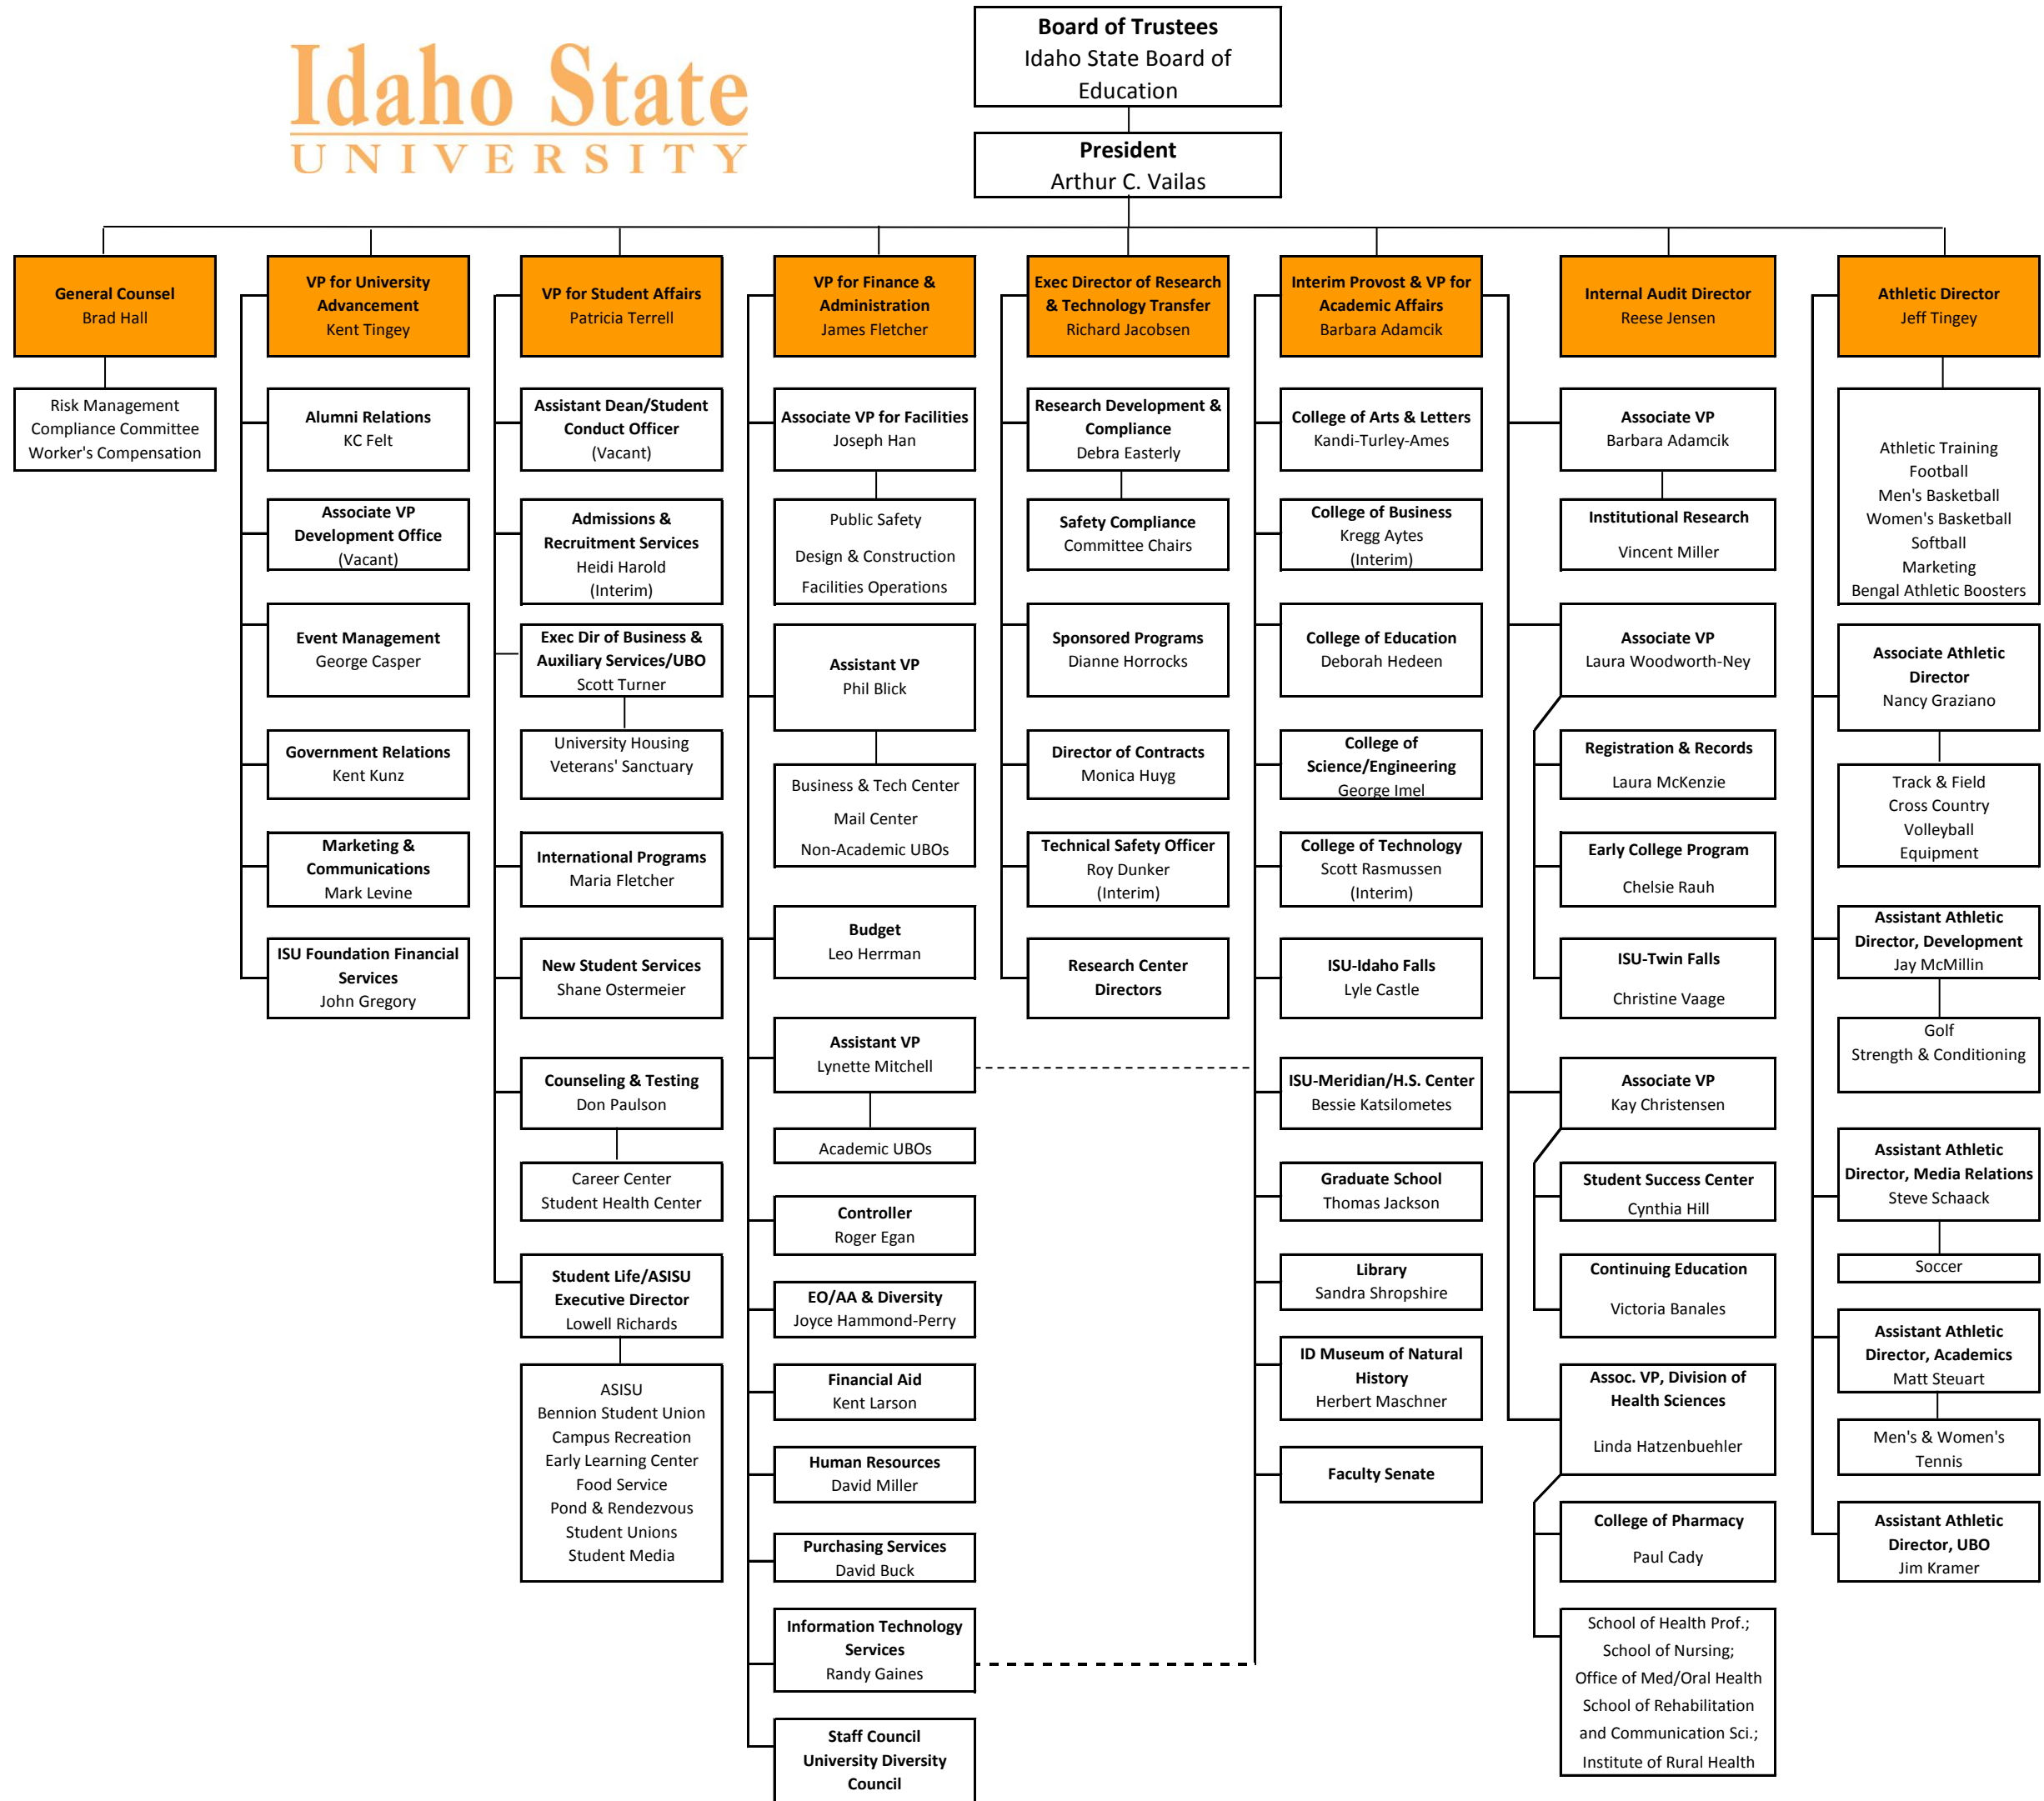 Idaho State
UNIVERSITY
Board of Trustees
Idaho State Board of
Education
President
Arthur C. Vailas
General Counsel
Brad Hall
Risk Management
Compliance Committee
Worker's Compensation
VP for University
Advancement
Kent Tingey
Alumni Relations
KC Felt
Associate VP
Development Office
(Vacant)
Event Management
George Casper
Government Relations
Kent Kunz
Marketing &
Communications
Mark Levine
ISU Foundation Financial
Services
John Gregory
VP for Student Affairs
Patricia Terrell
Assistant Dean/Student
Conduct Officer
(Vacant)
Admissions &
Recruitment Services
Heidi Harold
(Interim)
Exec Dir of Business &
Auxiliary Services/UBO
Scott Turner
University Housing
Veterans' Sanctuary
International Programs
Maria Fletcher
New Student Services
Shane Ostermeier
Counseling & Testing
Don Paulson
Career Center
Student Health Center
Student Life/ASISU
Executive Director
Lowell Richards
ASISU
Bennion Student Union
Campus Recreation
Early Learning Center
Food Service
Pond & Rendezvous
Student Unions
Student Media
VP for Finance &
Administration
James Fletcher
Associate VP for Facilities
Joseph Han
Public Safety
Design & Construction
Facilities Operations
Assistant VP
Phil Blick
Business & Tech Center
Mail Center
Non-Academic UBOs
Budget
Leo Herrman
Assistant VP
Lynette Mitchell
Academic UBOs
Controller
Roger Egan
EO/AA & Diversity
Joyce Hammond-Perry
Financial Aid
Kent Larson
Human Resources
David Miller
Purchasing Services
David Buck
Information Technology
Services
Randy Gaines
Staff Council
University Diversity
Council
Exec Director of Research
& Technology Transfer
Richard Jacobsen
Research Development &
Compliance
Debra Easterly
Safety Compliance
Committee Chairs
Sponsored Programs
Dianne Horrocks
Director of Contracts
Monica Huyg
Technical Safety Officer
Roy Dunker
(Interim)
Research Center
Directors
Interim Provost & VP for
Academic Affairs
Barbara Adamcik
College of Arts & Letters
Kandi-Turley-Ames
College of Business
Kregg Aytes
(Interim)
College of Education
Deborah Hedeen
College of
Science/Engineering
George Imel
College of Technology
Scott Rasmussen
(Interim)
ISU-Idaho Falls
Lyle Castle
ISU-Meridian/H.S. Center
Bessie Katsilometes
Graduate School
Thomas Jackson
Library
Sandra Shropshire
ID Museum of Natural
History
Herbert Maschner
Faculty Senate
Internal Audit Director
Reese Jensen
Associate VP
Barbara Adamcik
Institutional Research
Vincent Miller
Associate VP
Laura Woodworth-Ney
Registration & Records
Laura McKenzie
Early College Program
Chelsie Rauh
ISU-Twin Falls
Christine Vaage
Associate VP
Kay Christensen
Student Success Center
Cynthia Hill
Continuing Education
Victoria Banales
Assoc. VP, Division of
Health Sciences
Linda Hatzenbuehler
College of Pharmacy
Paul Cady
School of Health Prof.;
School of Nursing;
Office of Med/Oral Health
School of Rehabilitation
and Communication Sci.;
Institute of Rural Health
Athletic Director
Jeff Tingey
Athletic Training
Football
Men's Basketball
Women's Basketball
Softball
Marketing
Bengal Athletic Boosters
Associate Athletic
Director
Nancy Graziano
Track & Field
Cross Country
Volleyball
Equipment
Assistant Athletic
Director, Development
Jay McMillin
Golf
Strength & Conditioning
Assistant Athletic
Director, Media Relations
Steve Schaack
Soccer
Assistant Athletic
Director, Academics
Matt Steuart
Men's & Women's
Tennis
Assistant Athletic
Director, UBO
Jim Kramer